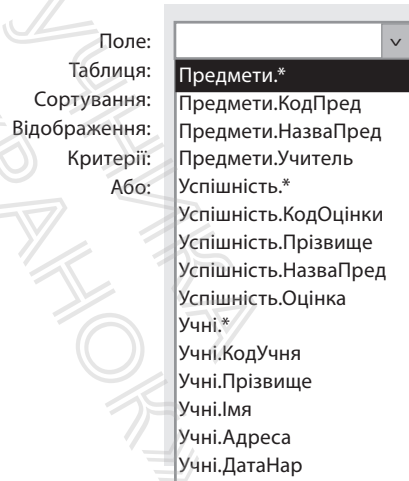 Поле:
Таблиця:
Сортування:
Відображення:
Критерії:
Або:
Предмети.*
Предмети.КодПред
Предмети.НазваПред
Предмети.Учитель
Успішність.*
Успішність.КодОцінки
Успішність.Прізвище
Успішність.НазваПред
Успішність.Оцінка
Учні.*
Учні.КодУчня
Учні.Прізвище
Учні.Імя
Учні.Адреса
Учні.ДатаНар